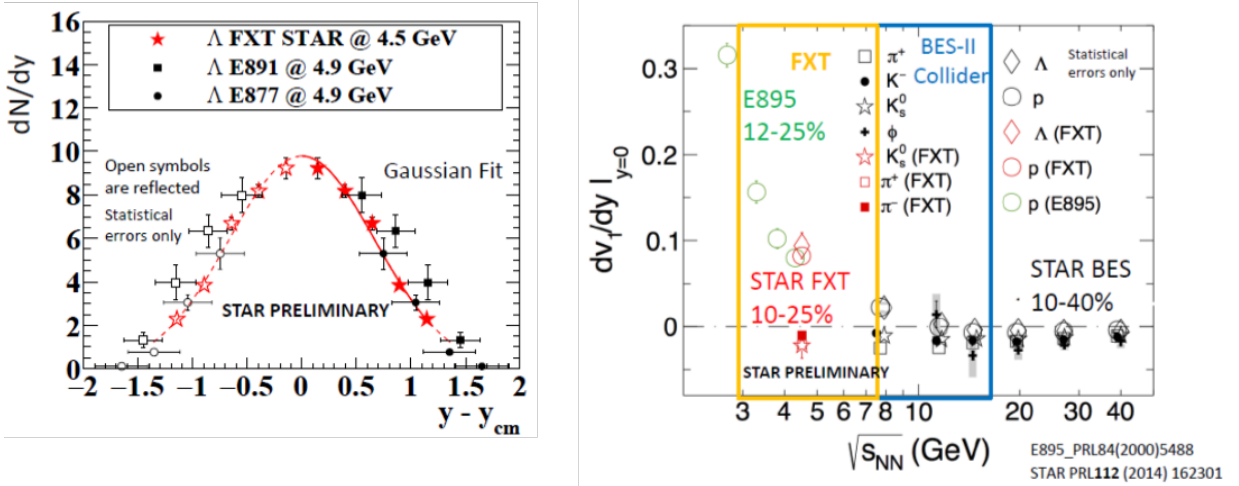 dN/dy
16
14
12
10
8
6
4
2
0
Λ FXT STAR @ 4.5 GeV
Λ E891 @ 4.9 GeV
Λ E877 @ 4.9 GeV
Open symbols
are reflected
Statistical
errors only
Gaussian Fit
STAR PRELIMINARY
−2 −1.5 −1 −0.5 0 0.5 1 1.5 2
y - ycm
dv1/dy |y=0
0.3
0.2
0.1
0
FXT
BES-II
Collider
E895
12-25%
π+
K-
K0s
ϕ
K0s (FXT)
π+ (FXT)
π- (FXT)
Λ
Statistical
errors only
p
Λ (FXT)
p (FXT)
p (E895)
STAR FXT
10-25%
STAR BES
10-40%
STAR PRELIMINARY
3 4 5 6 7 8 10 20 30 40
√sNN (GeV)
E895_PRL84(2000)5488
STAR PRL112 (2014) 162301